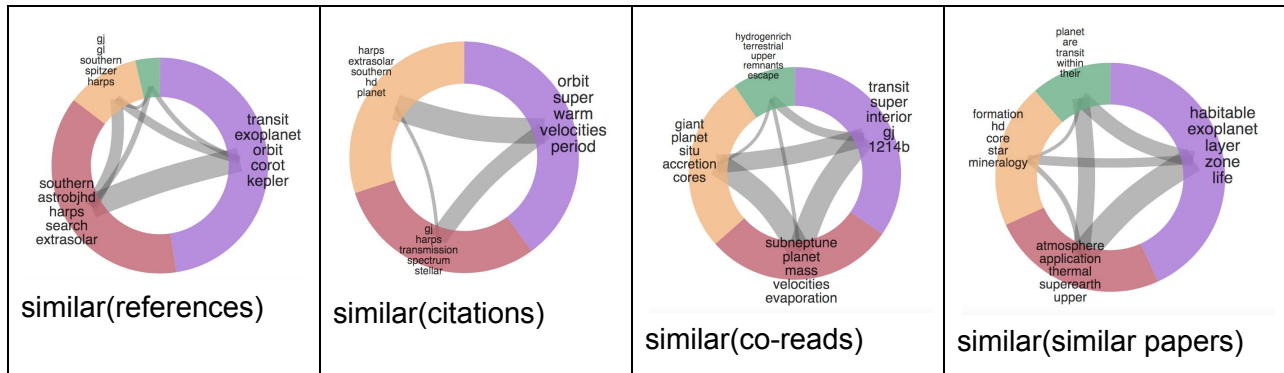 gj
gl
southern
spitzer
harps
transit
exoplanet
orbit
corot
kepler
southern
astrobjhd
harps
search
extrasolar
similar(references)
harps
extrasolar
southern
hd
planet
orbit
super
warm
velocities
period
gj
harps
transmission
spectrum
stellar
similar(citations)
hydrogenrich
terrestrial
upper
remnants
escape
transit
super
interior
gj
1214b
giant
planet
situ
accretion
cores
subneptune
planet
mass
velocities
evaporation
similar(co-reads)
planet
are
transit
within
their
habitable
exoplanet
layer
zone
life
formation
hd
core
star
mineralogy
atmosphere
application
thermal
superearth
upper
similar(similar papers)